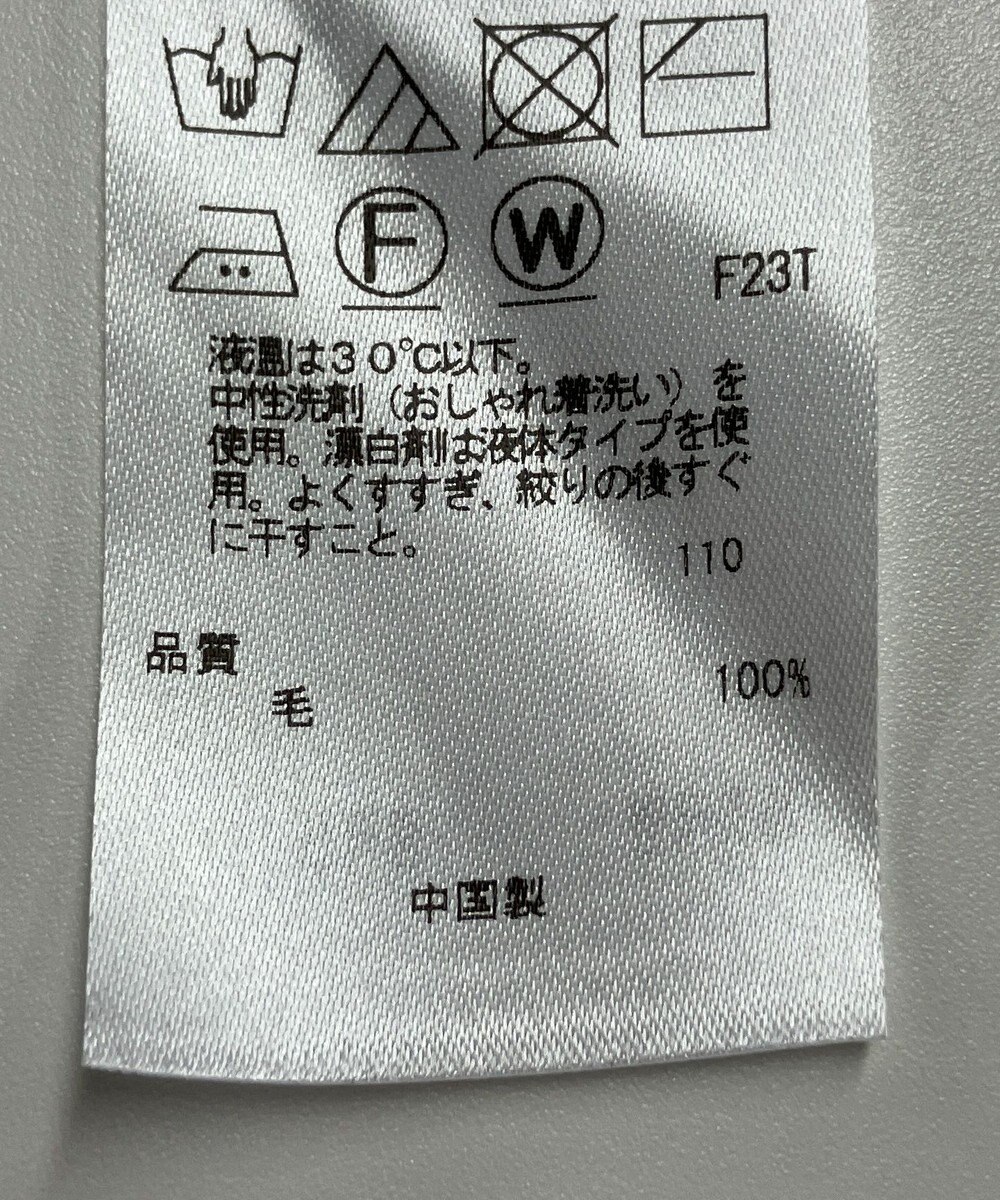 F W F23T
液温は30℃以下。
中性洗剤（おしゃれ着洗い）を
使用。漂白剤は液体タイプを使
用。よくすすぎ、絞りの後すぐ
に干すこと。
110
品質
毛 100%
中国製